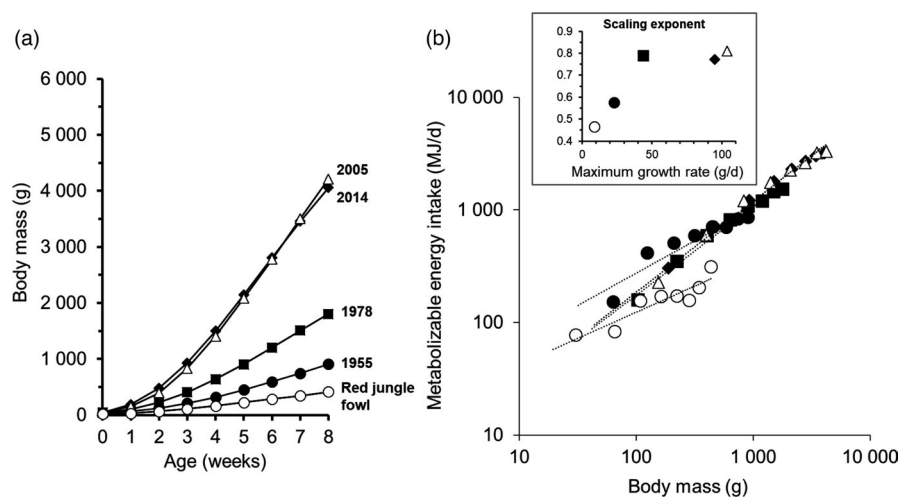 (a)
Body mass (g)
6 000
5 000
4 000
3 000
2 000
1 000
0
0 1 2 3 4 5 6 7 8
Age (weeks)
2005
2014
1978
1955
Red jungle
fowl
(b)
Metabolizable energy intake (MJ/d)
10 000
1 000
100
10
10 100 1 000 10 000
Body mass (g)
Scaling exponent
0.9
0.8
0.7
0.6
0.5
0.4
0 50 100
Maximum growth rate (g/d)